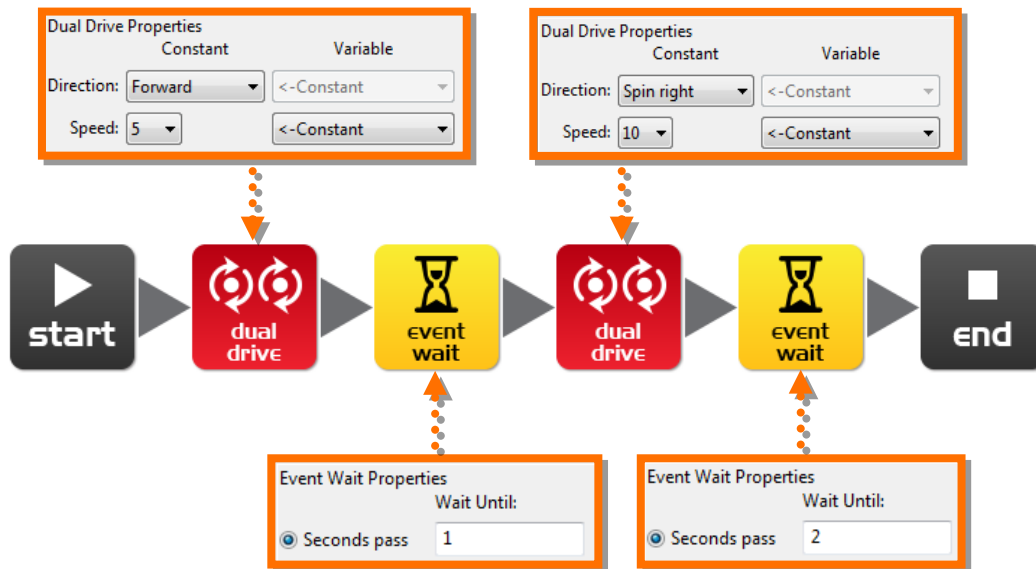 Dual Drive Properties
Constant Variable
Direction: Forward <-Constant
Speed: 5 <-Constant
Dual Drive Properties
Constant Variable
Direction: Spin right <-Constant
Speed: 10 <-Constant
start
dual
drive
event
wait
dual
drive
event
wait
end
Event Wait Properties
Wait Until:
Seconds pass 1
Event Wait Properties
Wait Until:
Seconds pass 2